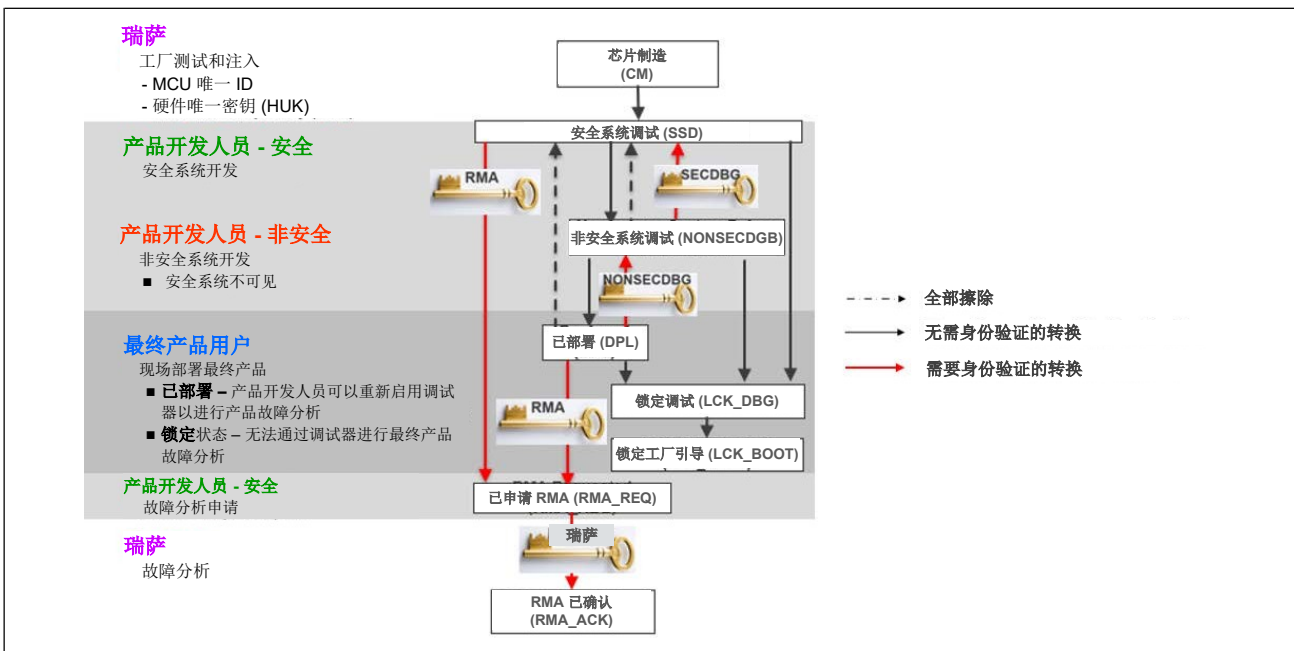 瑞萨
工厂测试和注入
- MCU 唯一 ID
- 硬件唯一密钥 (HUK)
芯片制造
(CM)
安全系统调试 (SSD)
产品开发人员 - 安全
安全系统开发
RMA
SECDBG
产品开发人员 - 非安全
非安全系统开发
■ 安全系统不可见
非安全系统调试 (NONSECDGB)
NONSECDBG
全部擦除
无需身份验证的转换
需要身份验证的转换
最终产品用户
现场部署最终产品
■ 已部署 – 产品开发人员可以重新启用调试
器以进行产品故障分析
■ 锁定状态 – 无法通过调试器进行最终产品
故障分析
已部署 (DPL)
RMA
锁定调试 (LCK_DBG)
锁定工厂引导 (LCK_BOOT)
产品开发人员 - 安全
故障分析申请
已申请 RMA (RMA_REQ)
瑞萨
故障分析
瑞萨
RMA 已确认
(RMA_ACK)